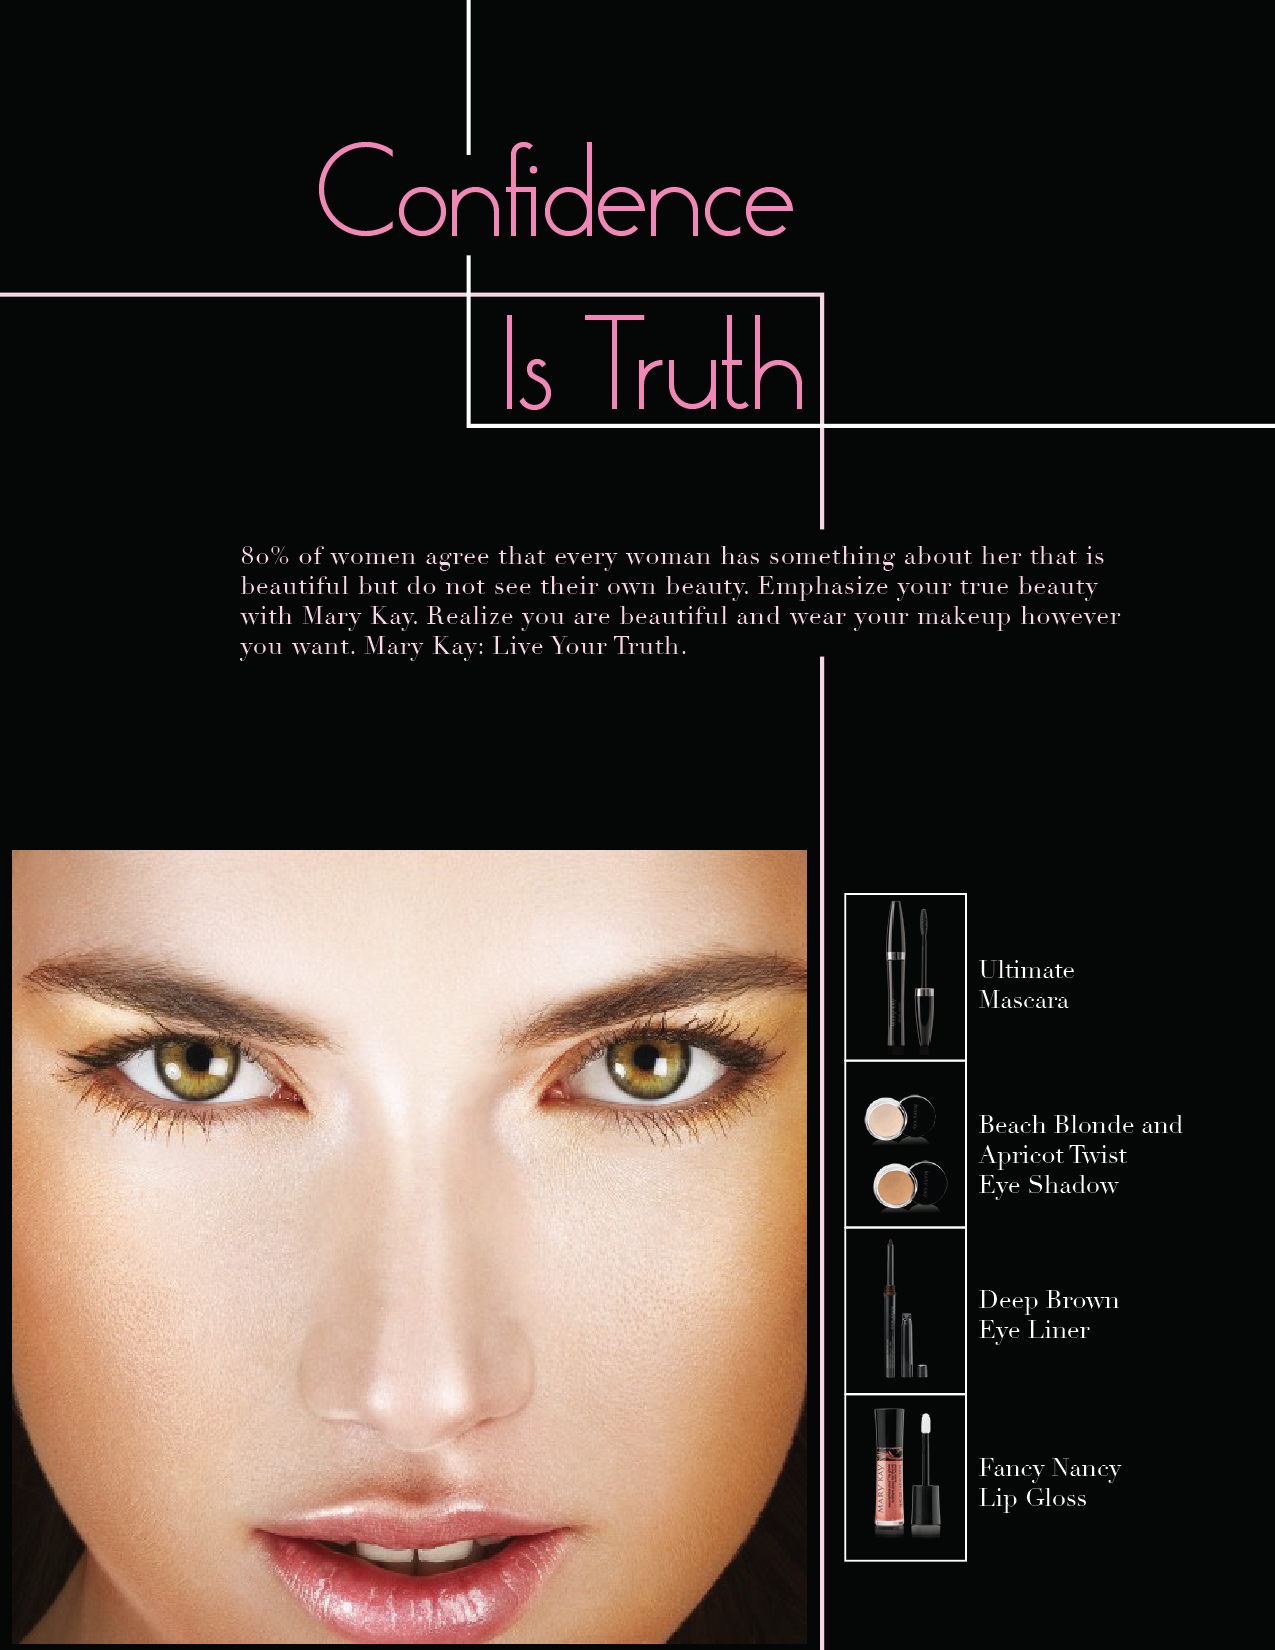 Confidence
Is Truth
80% of women agree that every woman has something about her that is
beautiful but do not see their own beauty. Emphasize your true beauty
with Mary Kay. Realize you are beautiful and wear your makeup however
you want. Mary Kay: Live Your Truth.
Ultimate
Mascara
Beach Blonde and
Apricot Twist
Eye Shadow
Deep Brown
Eye Liner
MARY KAY
Fancy Nancy
Lip Gloss